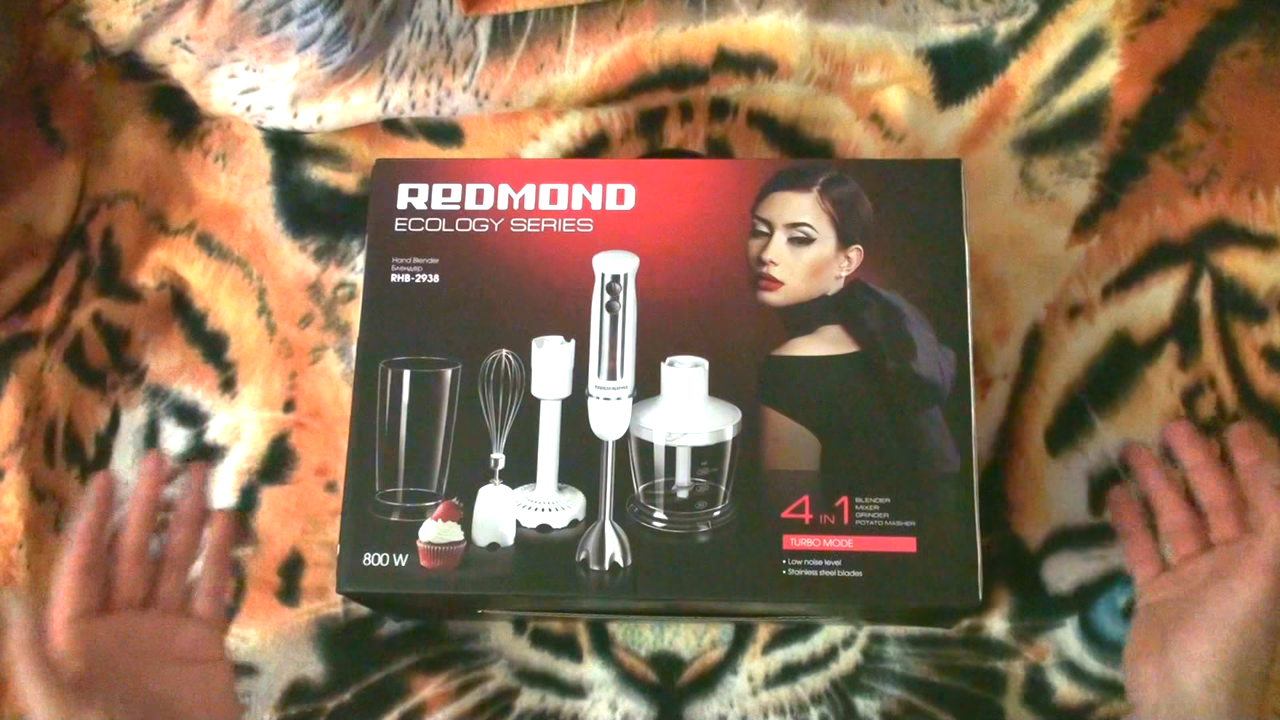 REDMOND
ECOLOGY SERIES
Hand Blender
Блендер
RHB-2938
REDMOND
4 IN 1
BLENDER
MIXER
GRINDER
POTATO MASHER
TURBO MODE
• Low noise level
• Stainless steel blades
800 W